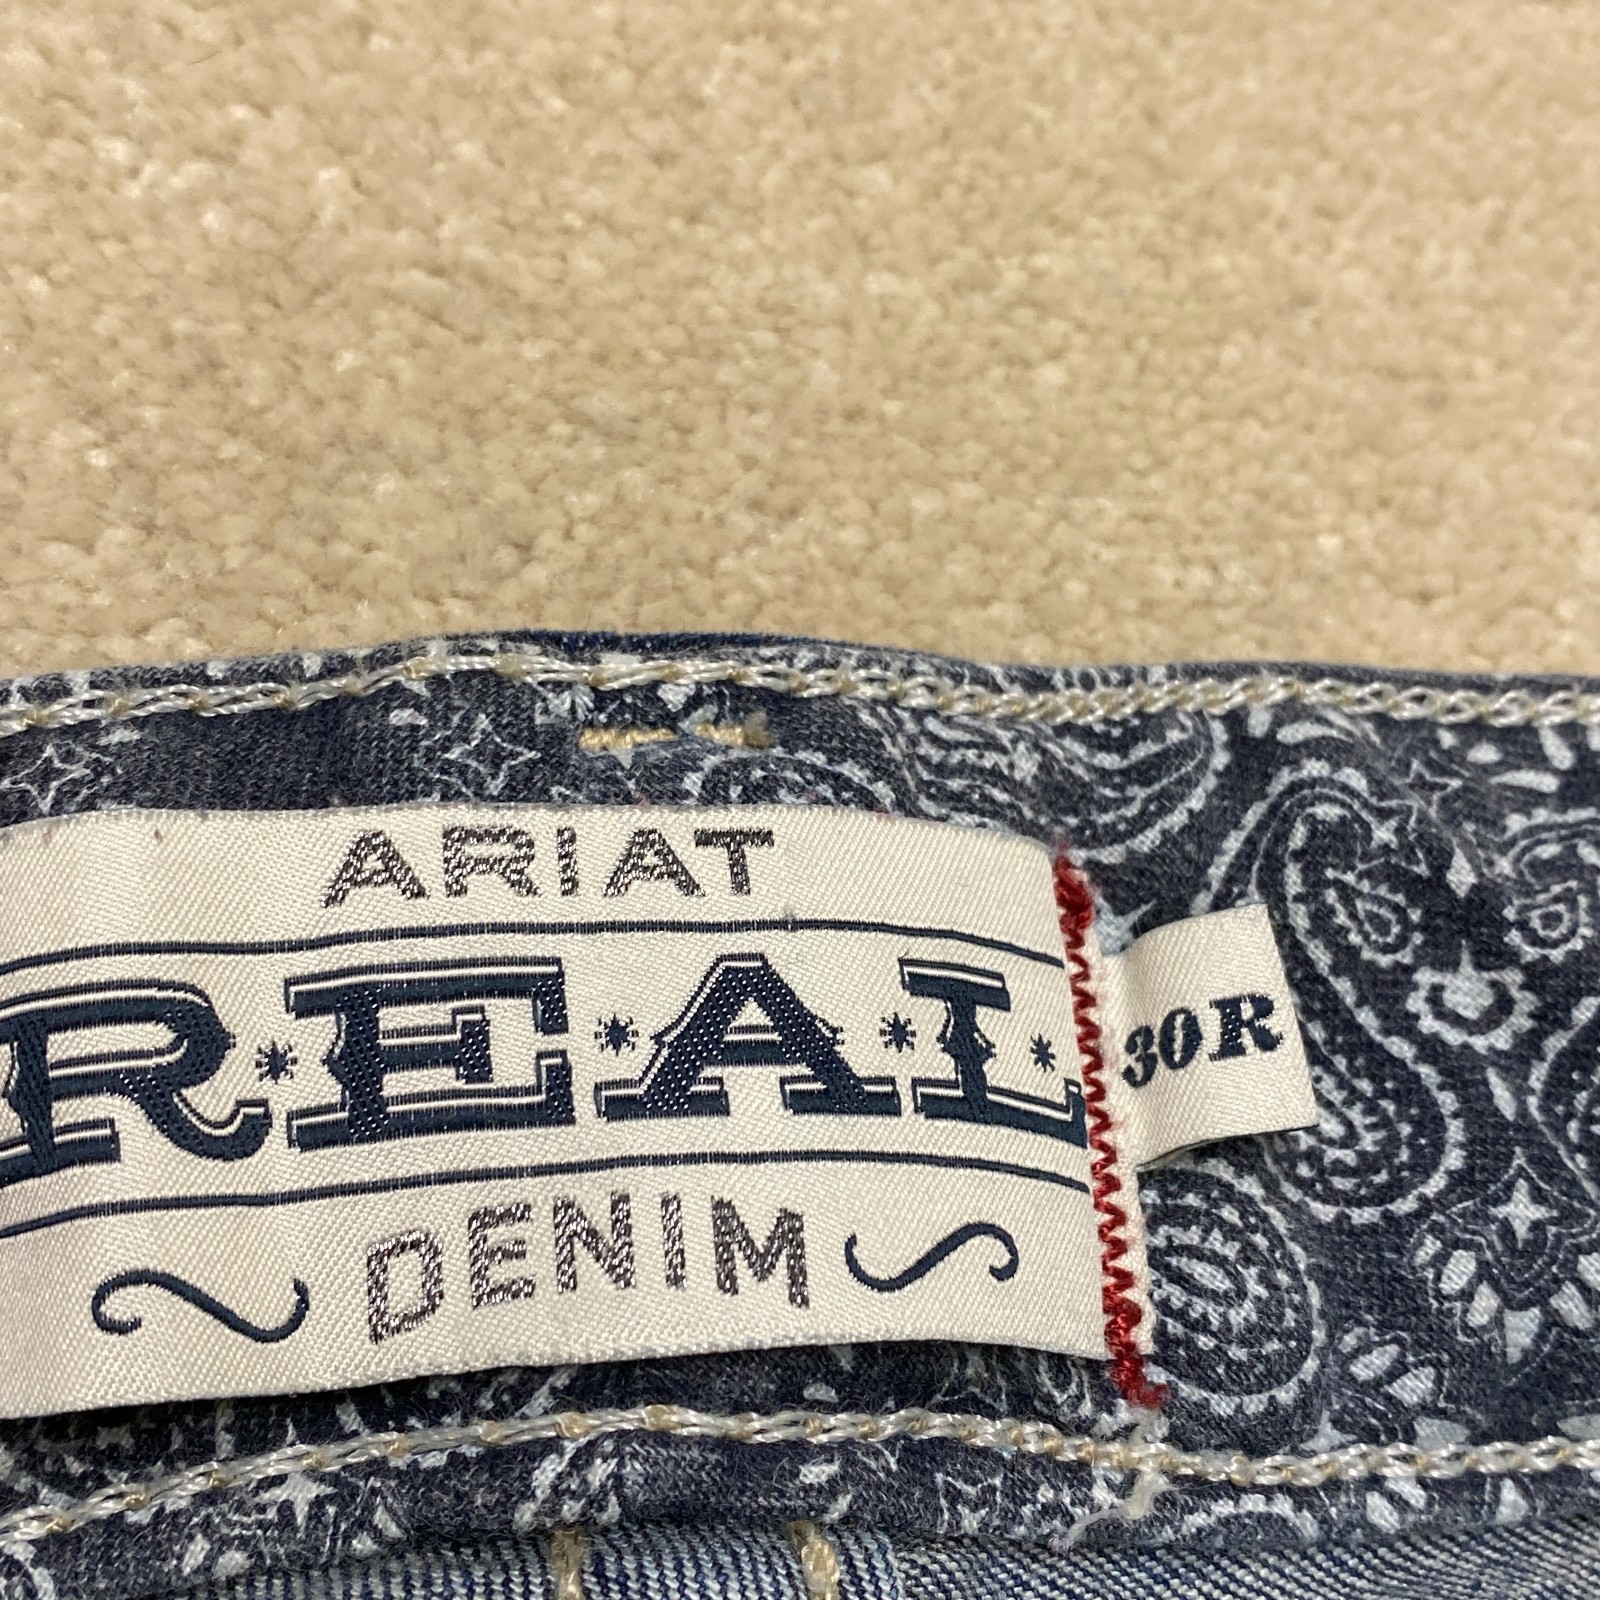 ARIAT
R.E.A.L.
DENIM
30R